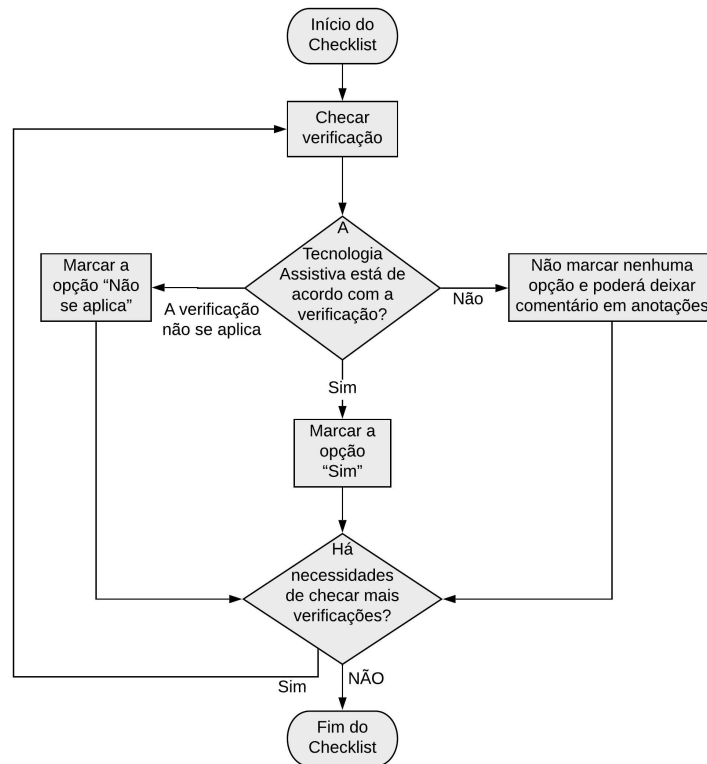 Início do
Checklist
Checar
verificação
A
Tecnologia
Assistiva está de
acordo com a
verificação?
Marcar a
opção “Não
se aplica”
A verificação
não se aplica
Não
Não marcar nenhuma
opção e poderá deixar
comentário em anotações
Sim
Marcar a
opção
“Sim”
Há
necessidades
de checar mais
verificações?
Sim
NÃO
Fim do
Checklist